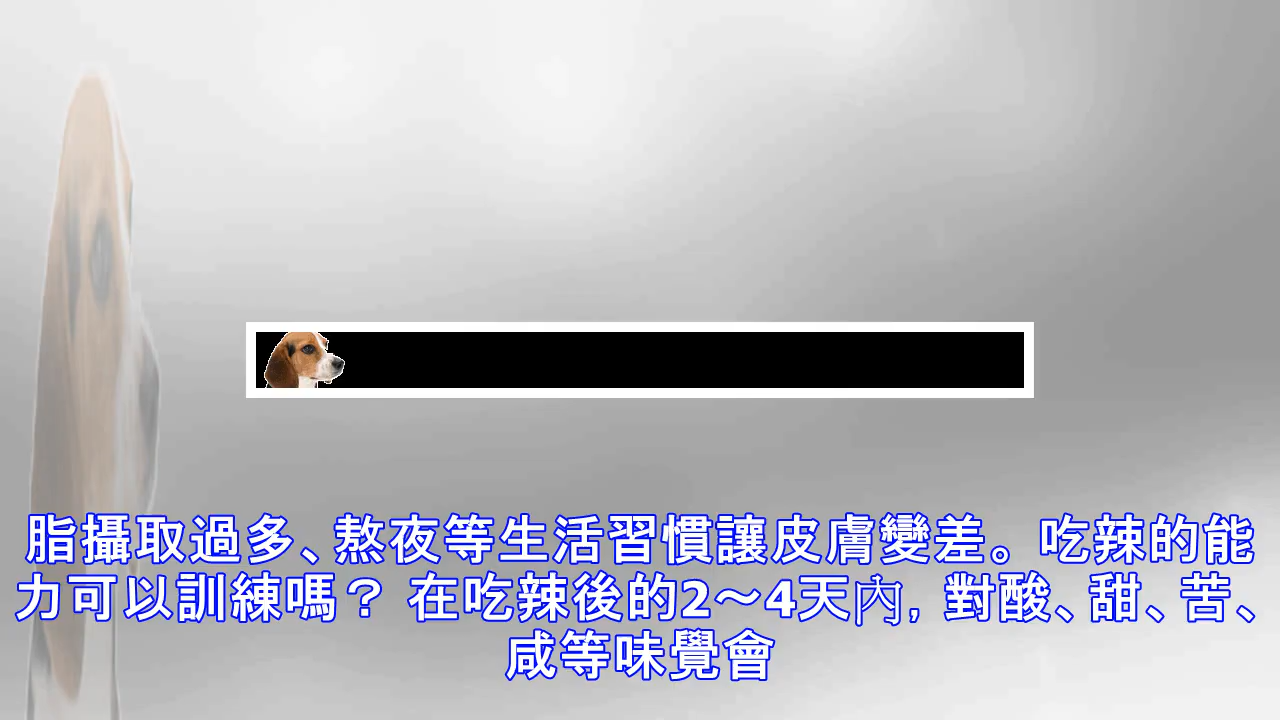 脂攝取過多、熬夜等生活習慣讓皮膚變差。吃辣的能
力可以訓練嗎？ 在吃辣後的2～4天內, 對酸、甜、苦、
咸等味覺會